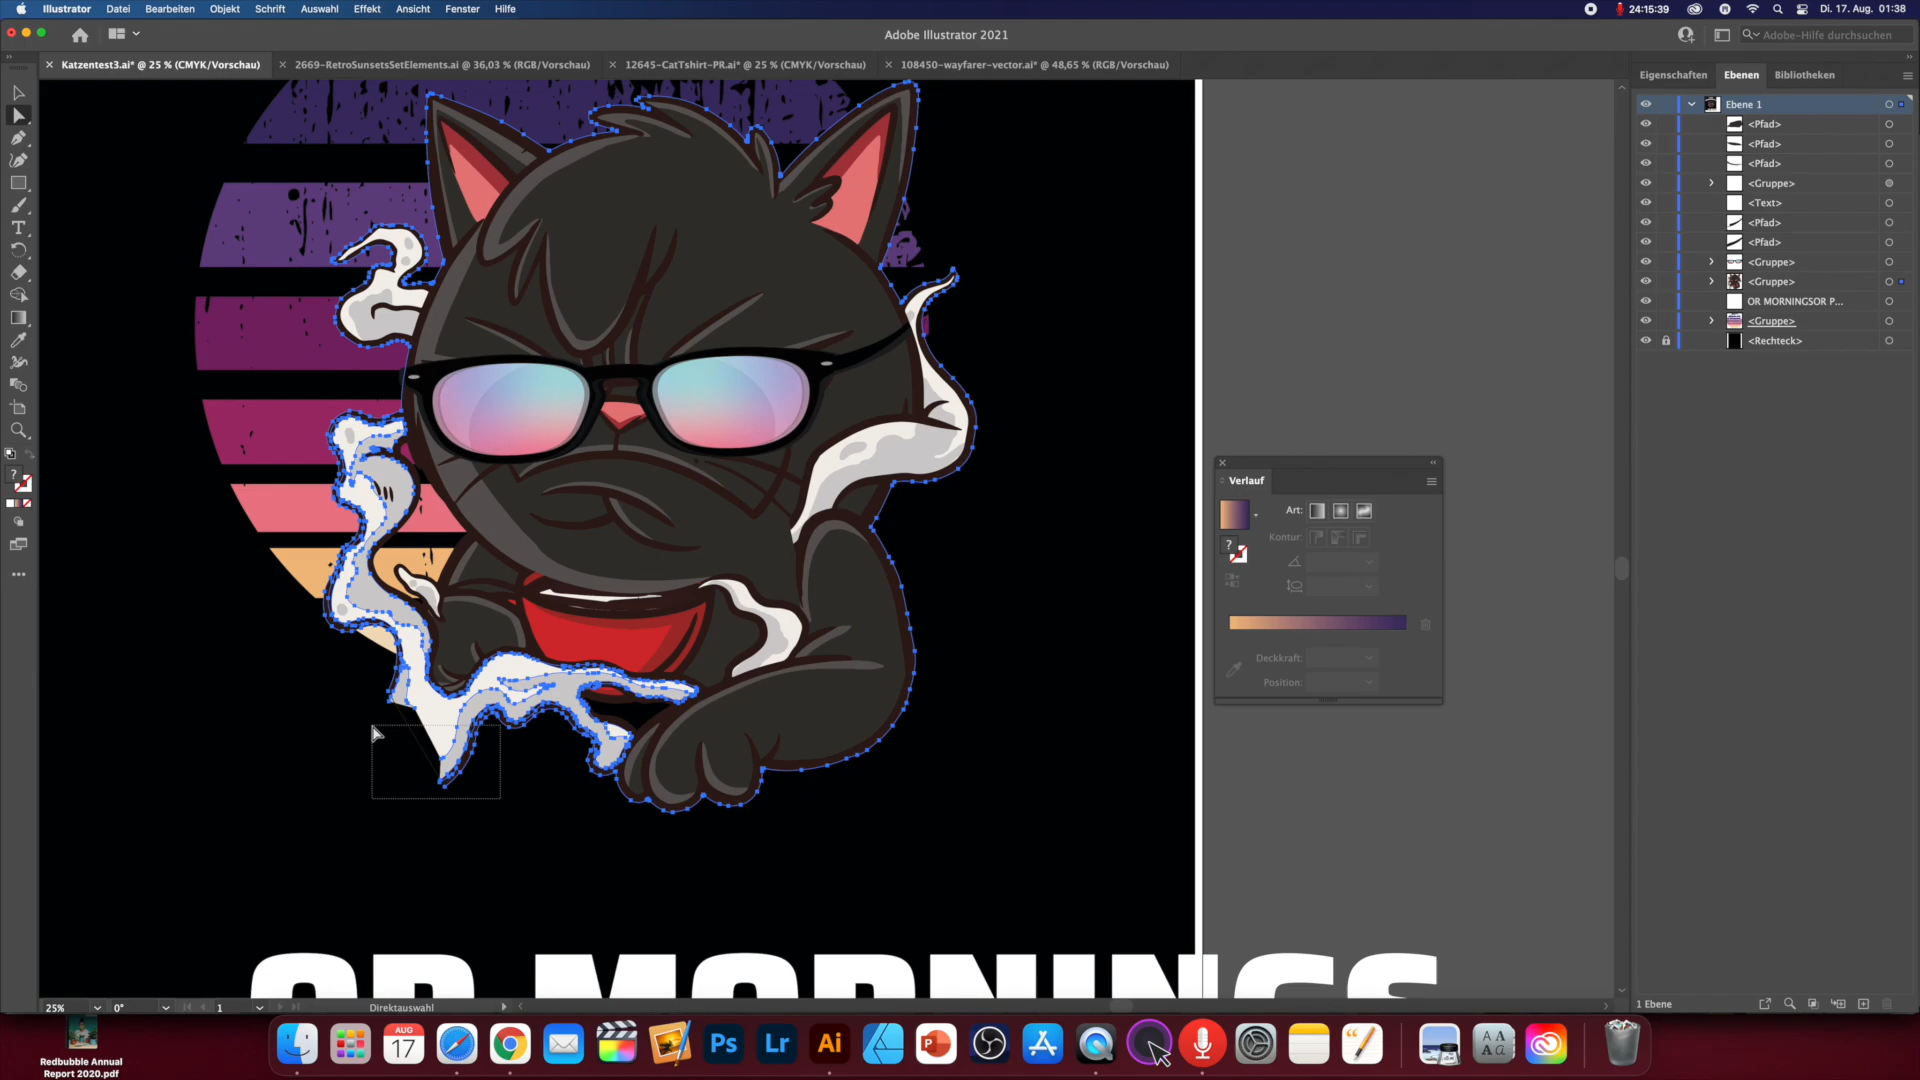 Illustrator Datei Bearbeiten Objekt Schrift Auswahl Effekt Ansicht Fenster Hilfe 24:15:39 Di. 17. Aug. 01:38
Adobe Illustrator 2021 Adobe-Hilfe durchsuchen
Katzentest3.ai* @ 25 % (CMYK/Vorschau) 2669-RetroSunsetsSetElements.ai @ 36,03 % (RGB/Vorschau) 12645-CatTshirt-PR.ai* @ 25 % (CMYK/Vorschau) 108450-wayfarer-vector.ai* @ 48,65 % (RGB/Vorschau)
Eigenschaften Ebenen Bibliotheken
Ebene 1
<Pfad>
<Pfad>
<Pfad>
<Gruppe>
<Text>
<Pfad>
<Pfad>
<Gruppe>
<Gruppe>
OR MORNINGSOR P...
<Gruppe>
<Rechteck>
Verlauf
Art:
Kontur:
Deckkraft:
Position:
OR MORNINGS
25% 0° 1 Direktauswahl
1 Ebene
AUG
17
Ps
Lr
Ai
P
A A
A a
Redbubble Annual
Report 2020.pdf